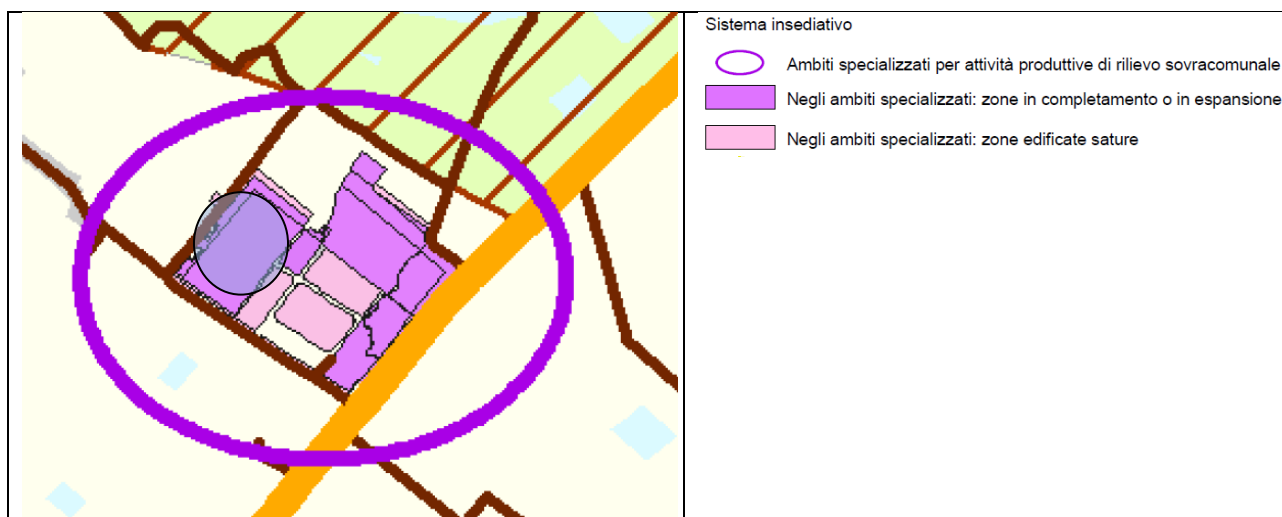 Sistema insediativo
Ambiti specializzati per attività produttive di rilievo sovracomunale
Negli ambiti specializzati: zone in completamento o in espansione
Negli ambiti specializzati: zone edificate sature